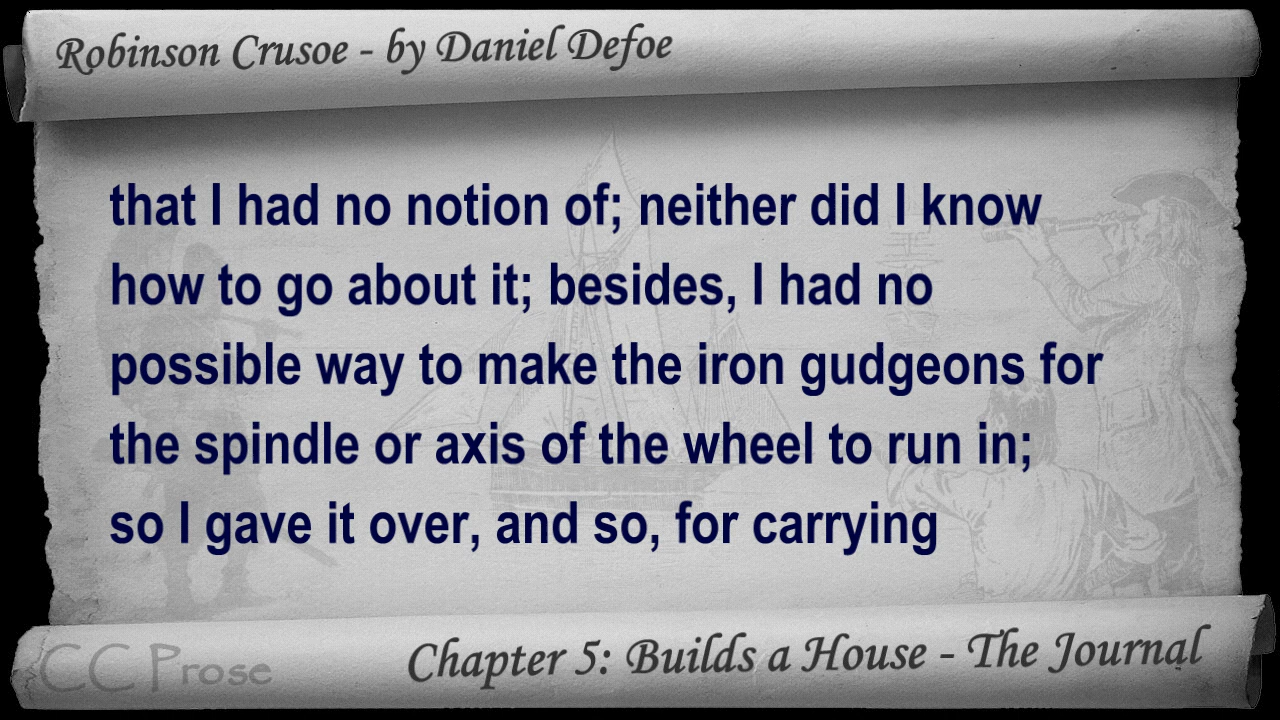 Robinson Crusoe - by Daniel Defoe
that I had no notion of; neither did I know
how to go about it; besides, I had no
possible way to make the iron gudgeons for
the spindle or axis of the wheel to run in;
so I gave it over, and so, for carrying
CC Prose
Chapter 5: Builds a House - The Journal